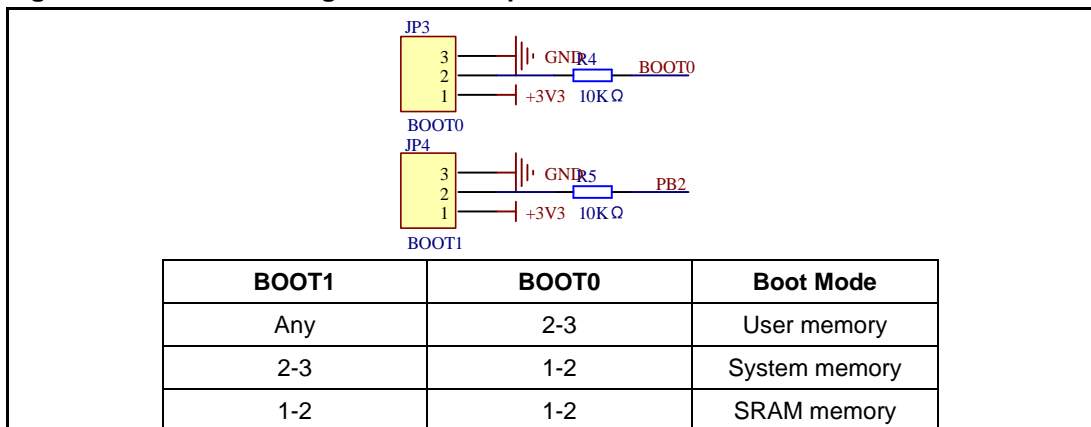 JP3
3 GND R4 BOOT0
2
1 +3V3 10KΩ
BOOT0
JP4
3 GND R5 PB2
2
1 +3V3 10KΩ
BOOT1
BOOT1 BOOT0 Boot Mode
Any 2-3 User memory
2-3 1-2 System memory
1-2 1-2 SRAM memory